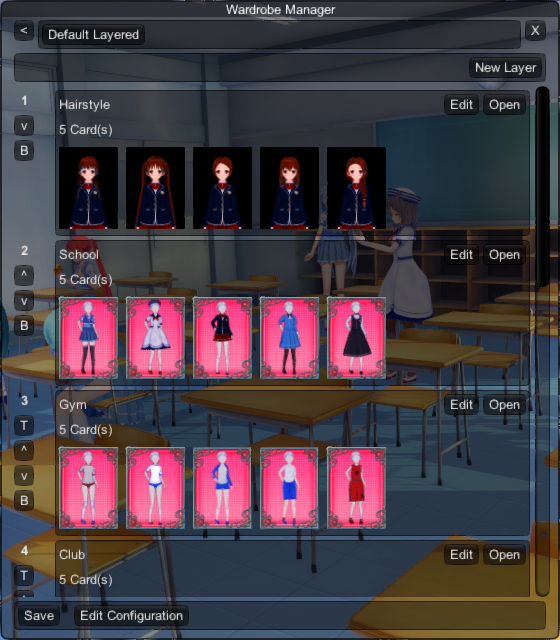 Wardrobe Manager
< Default Layered X
New Layer
1 Hairstyle Edit Open
v 5 Card(s)
B
2 School Edit Open
^ 5 Card(s)
v
B
3 Gym Edit Open
T 5 Card(s)
^
v
B
4 Club Edit Open
T 5 Card(s)
Save Edit Configuration